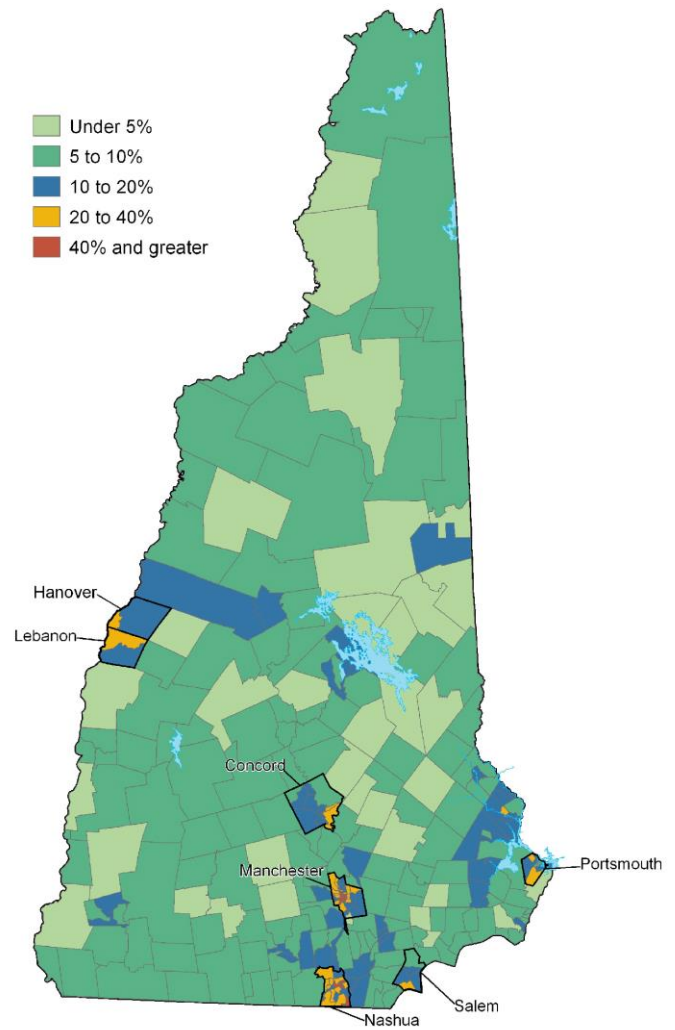 Under 5%
5 to 10%
10 to 20%
20 to 40%
40% and greater
Hanover
Lebanon
Concord
Manchester
Portsmouth
Salem
Nashua